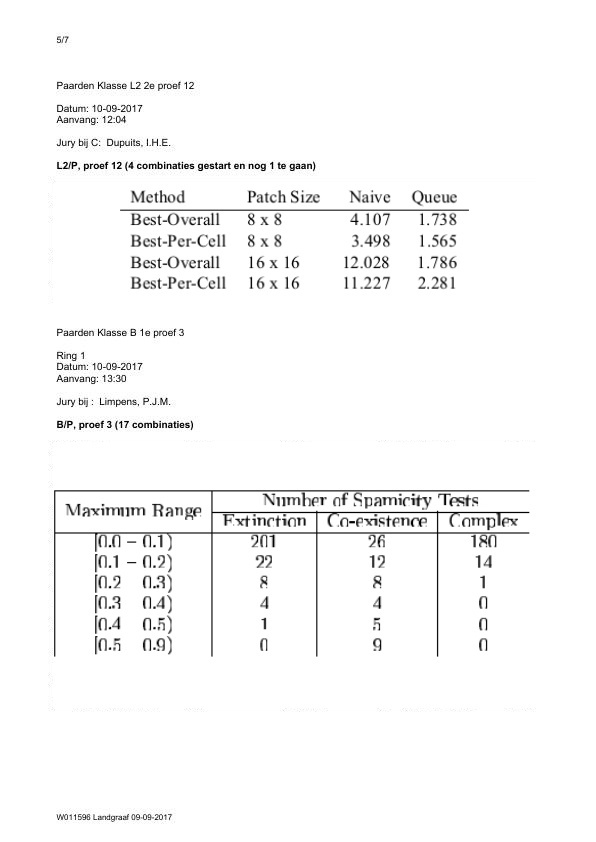 5/7
Paarden Klasse L2 2e proef 12
Datum: 10-09-2017
Aanvang: 12:04
Jury bij C:  Dupuits, I.H.E.
L2/P, proef 12 (4 combinaties gestart en nog 1 te gaan)
Method Patch Size Naive Queue
Best-Overall 8 x 8 4.107 1.738
Best-Per-Cell 8 x 8 3.498 1.565
Best-Overall 16 x 16 12.028 1.786
Best-Per-Cell 16 x 16 11.227 2.281
Paarden Klasse B 1e proef 3
Ring 1
Datum: 10-09-2017
Aanvang: 13:30
Jury bij :  Limpens, P.J.M.
B/P, proef 3 (17 combinaties)
Number of Spamicity Tests
Maximum Range
Extinction Co-existence Complex
[0.0 – 0.1) 201 26 180
[0.1 – 0.2) 22 12 14
[0.2 0.3) 8 8 1
[0.3 0.4) 4 4 0
[0.4 0.5) 1 5 0
[0.5 0.9) 0 9 0
W011596 Landgraaf 09-09-2017